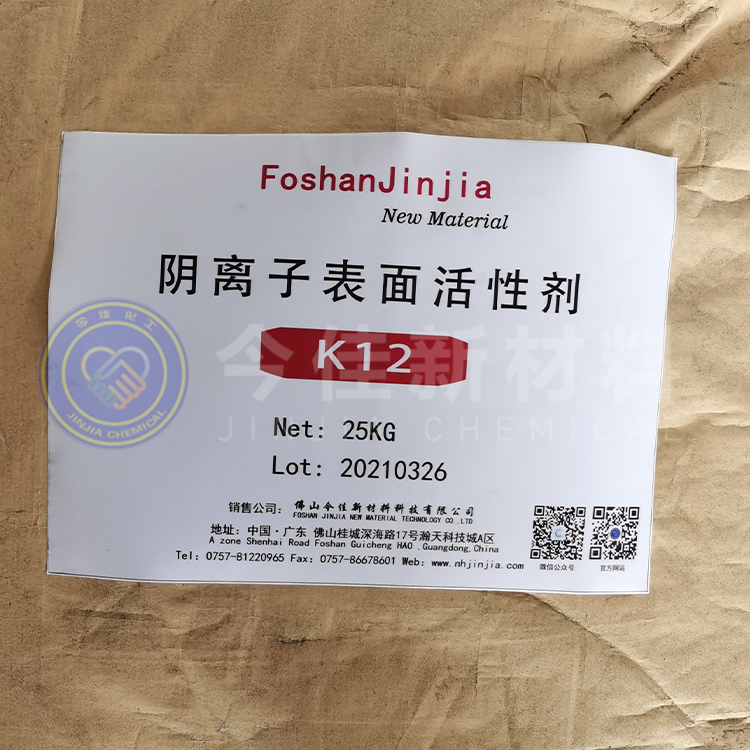 FoshanJinjia
New Material
阴离子表面活性剂
K12
今佳新材料
JINJIA CHEMICAL
今佳化工
JINJIA CHEMICAL
Net: 25KG
Lot: 20210326
销售公司: 佛山今佳新材料科技有限公司
FOSHAN JINJIA NEW MATERIAL TECHNOLOGY CO.,LTD
地址: 中国·广东 佛山桂城深海路17号瀚天科技城A区
A zone Shenhai Road Foshan Guicheng HAO ,Guangdong,China
Tel: 0757-81220965 Fax: 0757-86678601 Web: www.nhjinjia.com
微信公众号
官方网站